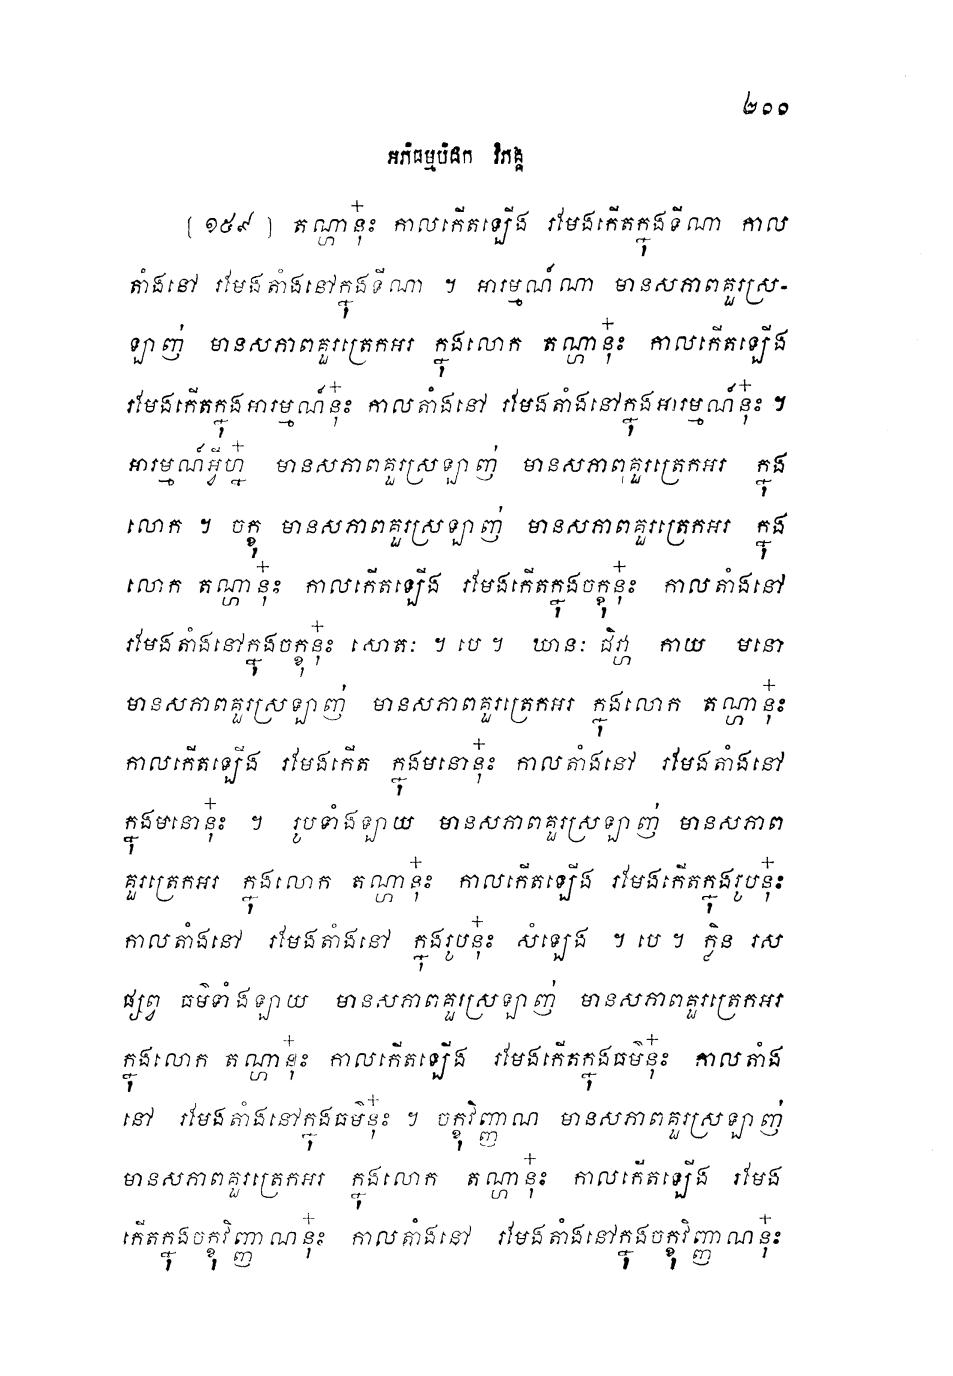 ២០០
អភិធម្មបិដក វិភង្គ
( ១៥៩ ) តណ្ហានុ៎ះ កាលកើតឡើង រមែងកើតក្នុងទីណា កាល
តាំងនៅ រមែងតាំងនៅក្នុងទីណា ។ អារម្មណ៍ណា មានសភាពគួរស្រ-
ឡាញ់ មានសភាពគួរត្រេកអរ ក្នុងលោក តណ្ហានុ៎ះ កាលកើតឡើង
រមែងកើតក្នុងអារម្មណ៍នុ៎ះ កាលតាំងនៅ រមែងតាំងនៅក្នុងអារម្មណ៍នុ៎ះ ។
អារម្មណ៍អ្វីហ្ន៎ មានសភាពគួរស្រឡាញ់ មានសភាពគួរត្រេកអរ ក្នុង
លោក ។ ចក្ខុ មានសភាពគួរស្រឡាញ់ មានសភាពគួរត្រេកអរ ក្នុង
លោក តណ្ហានុ៎ះ កាលកើតឡើង រមែងកើតក្នុងចក្ខុនុ៎ះ កាលតាំងនៅ
រមែងតាំងនៅក្នុងចក្ខុនុ៎ះ សោតៈ ។ បេ ។ ឃានៈ ជិវ្ហា កាយ មនោ
មានសភាពគួរស្រឡាញ់ មានសភាពគួរត្រេកអរ ក្នុងលោក តណ្ហានុ៎ះ
កាលកើតឡើង រមែងកើត ក្នុងមនោនុ៎ះ កាលតាំងនៅ រមែងតាំងនៅ
ក្នុងមនោនុ៎ះ ។ រូបទាំងឡាយ មានសភាពគួរស្រឡាញ់ មានសភាព
គួរត្រេកអរ ក្នុងលោក តណ្ហានុ៎ះ កាលកើតឡើង រមែងកើតក្នុងរូបនុ៎ះ
កាលតាំងនៅ រមែងតាំងនៅ ក្នុងរូបនុ៎ះ សំឡេង ។ បេ ។ ក្លិន រស
ផ្សព្វ ធម៌ទាំងឡាយ មានសភាពគួរស្រឡាញ់ មានសភាពគួរត្រេកអរ
ក្នុងលោក តណ្ហានុ៎ះ កាលកើតឡើង រមែងកើតក្នុងធម៌នុ៎ះ កាលតាំង
នៅ រមែងតាំងនៅក្នុងធម៌នុ៎ះ ។ ចក្ខុវិញ្ញាណ មានសភាពគួរស្រឡាញ់
មានសភាពគួរត្រេកអរ ក្នុងលោក តណ្ហានុ៎ះ កាលកើតឡើង រមែង
កើតក្នុងចក្ខុវិញ្ញាណនុ៎ះ កាលតាំងនៅ រមែងតាំងនៅក្នុងចក្ខុវិញ្ញាណនុ៎ះ